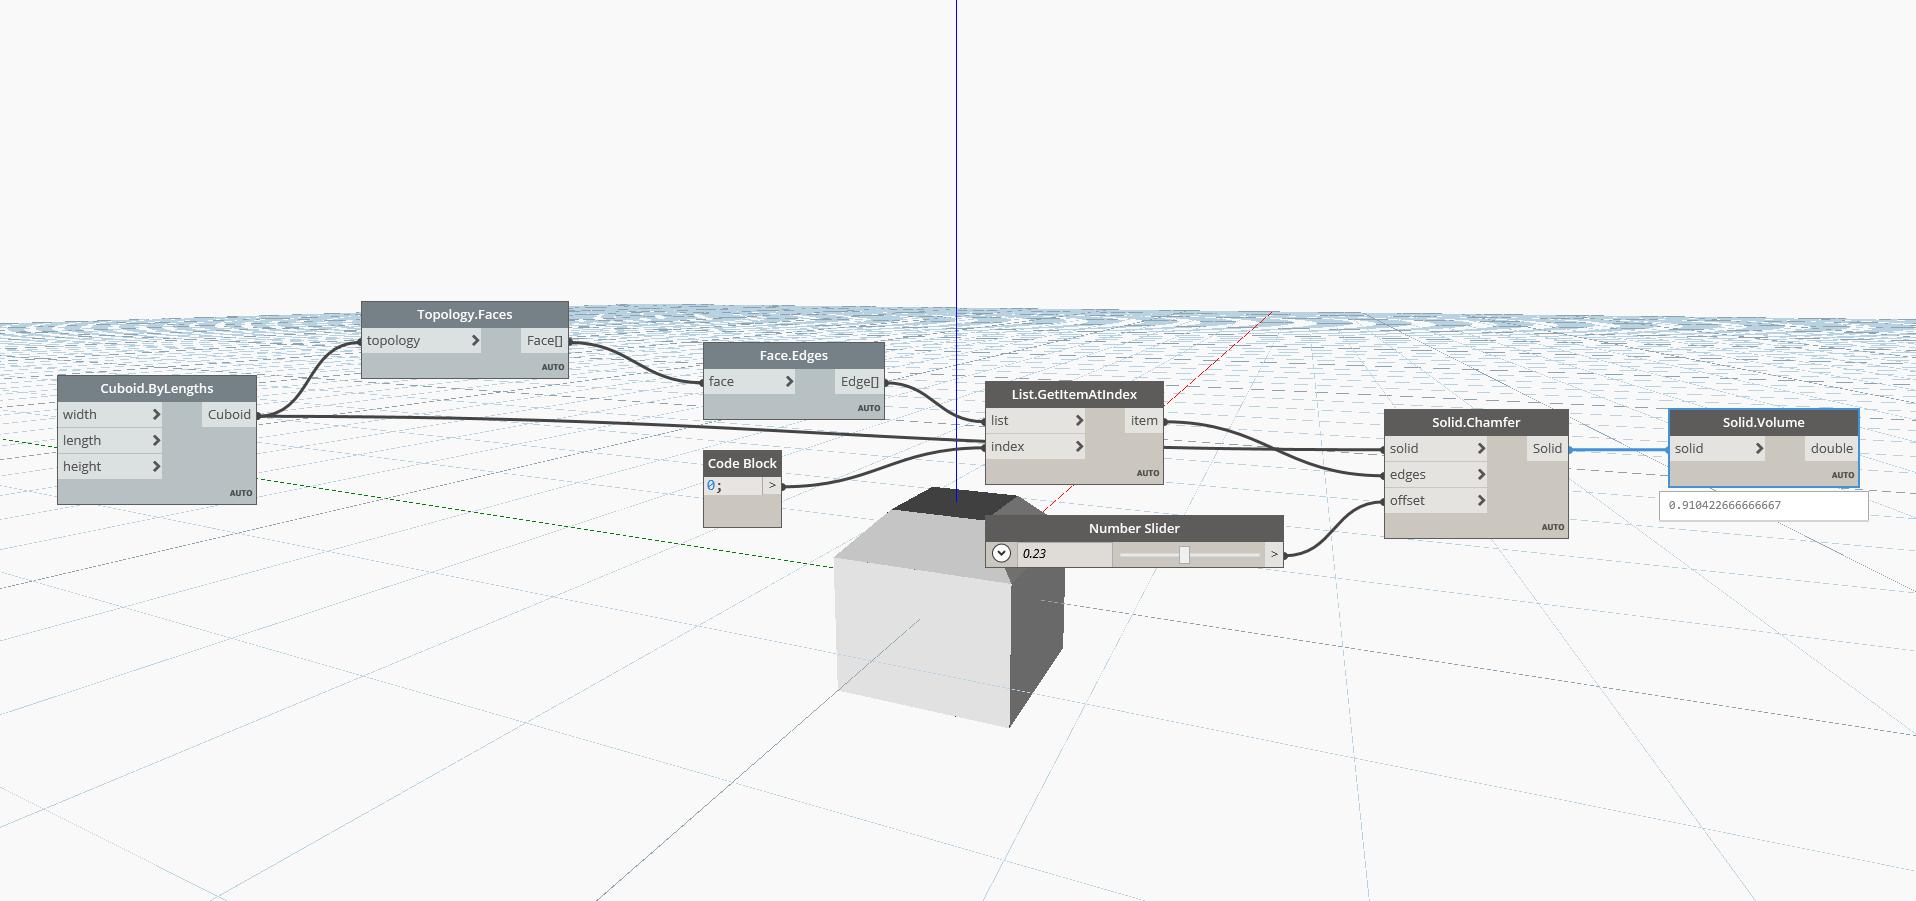 Topology.Faces
topology > Face[]
AUTO
Cuboid.ByLengths
width > Cuboid
length >
height >
AUTO
Face.Edges
face > Edge[]
AUTO
Code Block
0; >
List.GetItemAtIndex
list > item
index >
AUTO
Number Slider
0.23 >
Solid.Chamfer
solid > Solid
edges >
offset >
AUTO
Solid.Volume
solid > double
AUTO
0.910422666666667